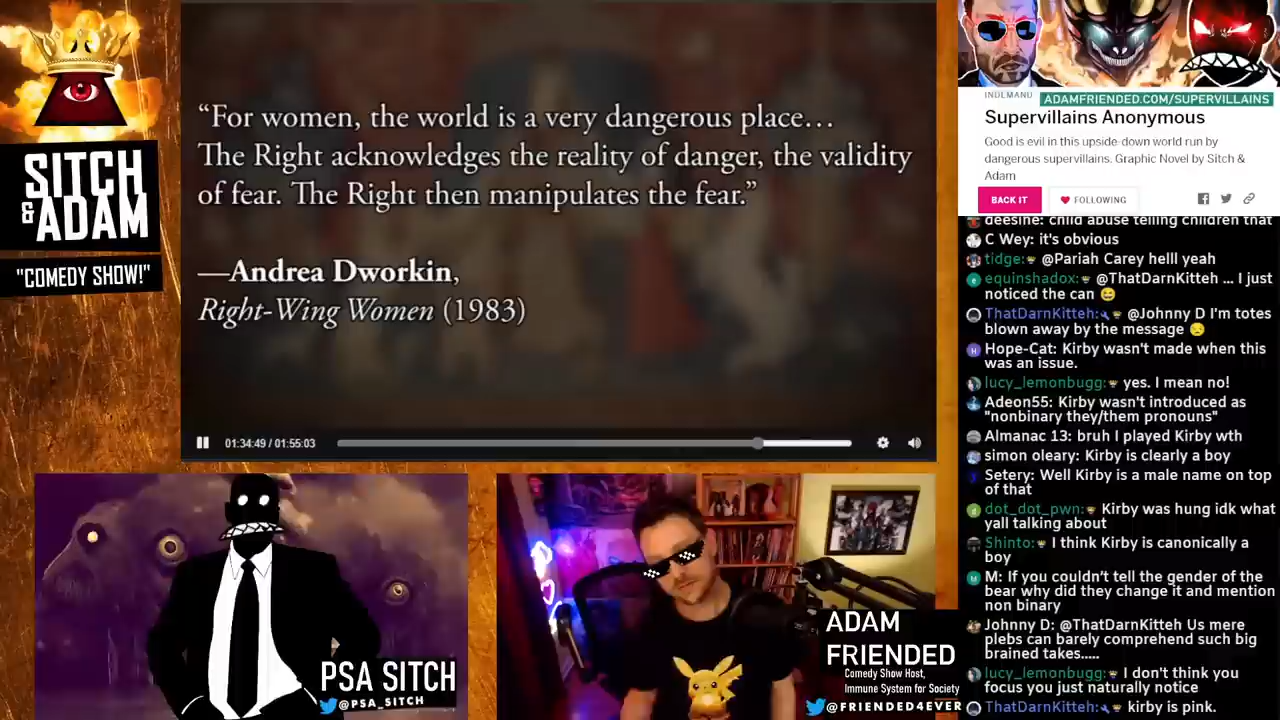 “For women, the world is a very dangerous place…
The Right acknowledges the reality of danger, the validity
of fear. The Right then manipulates the fear.”
—Andrea Dworkin,
Right-Wing Women (1983)
01:34:49 / 01:55:03
SITCH
& ADAM
"COMEDY SHOW!"
PSA SITCH
@PSA_SITCH
ADAM
FRIENDED
Comedy Show Host,
Immune System for Society
@FRIENDED4EVER
INDEMAND
ADAMFRIENDED.COM/SUPERVILLAINS
Supervillains Anonymous
Good is evil in this upside-down world run by
dangerous supervillains. Graphic Novel by Sitch &
Adam
BACK IT
FOLLOWING
deesine: child abuse telling children that
C Wey: it's obvious
tidge: @Pariah Carey helll yeah
equinshadox: @ThatDarnKitteh ... I just
noticed the can
ThatDarnKitteh: @Johnny D I'm totes
blown away by the message
Hope-Cat: Kirby wasn't made when this
was an issue.
lucy_lemonbugg: yes. I mean no!
Adeon55: Kirby wasn't introduced as
"nonbinary they/them pronouns"
Almanac 13: bruh I played Kirby wth
simon oleary: Kirby is clearly a boy
Setery: Well Kirby is a male name on top
of that
dot_dot_pwn: Kirby was hung idk what
yall talking about
Shinto: I think Kirby is canonically a
boy
M: If you couldn’t tell the gender of the
bear why did they change it and mention
non binary
Johnny D: @ThatDarnKitteh Us mere
plebs can barely comprehend such big
brained takes.....
lucy_lemonbugg: I don't think you
focus you just naturally notice
ThatDarnKitteh: kirby is pink.